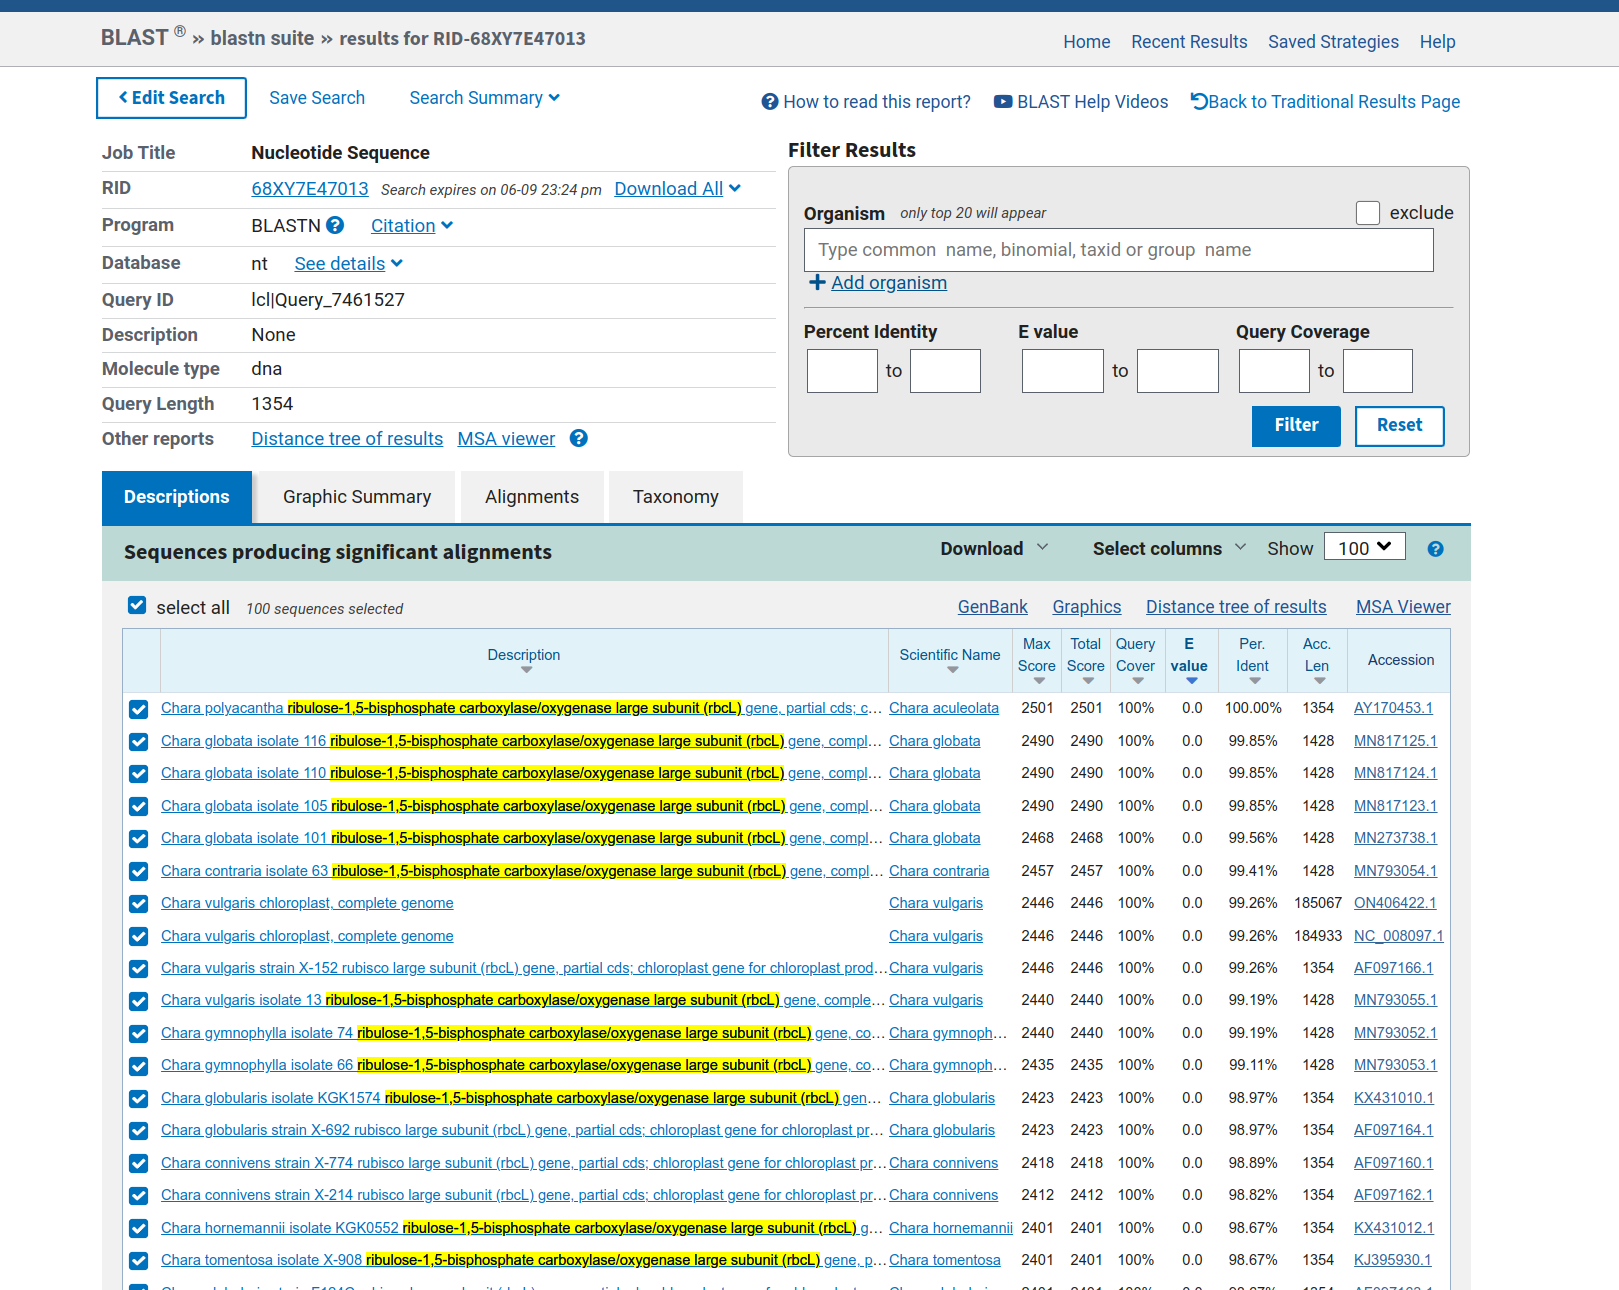 BLAST ® » blastn suite » results for RID-68XY7E47013
Home Recent Results Saved Strategies Help
Edit Search Save Search Search Summary
How to read this report? BLAST Help Videos Back to Traditional Results Page
Job Title Nucleotide Sequence
RID 68XY7E47013 Search expires on 06-09 23:24 pm Download All
Program BLASTN Citation
Database nt See details
Query ID lcl|Query_7461527
Description None
Molecule type dna
Query Length 1354
Other reports Distance tree of results MSA viewer
Filter Results
Organism only top 20 will appear exclude
Type common name, binomial, taxid or group name
Add organism
Percent Identity E value Query Coverage
to to to
Filter Reset
Descriptions Graphic Summary Alignments Taxonomy
Sequences producing significant alignments Download Select columns Show 100
select all 100 sequences selected GenBank Graphics Distance tree of results MSA Viewer
Description Scientific Name Max Score Total Score Query Cover E value Per. Ident Acc. Len Accession
Chara polyacantha ribulose-1,5-bisphosphate carboxylase/oxygenase large subunit (rbcL) gene, partial cds; c... Chara aculeolata 2501 2501 100% 0.0 100.00% 1354 AY170453.1
Chara globata isolate 116 ribulose-1,5-bisphosphate carboxylase/oxygenase large subunit (rbcL) gene, compl... Chara globata 2490 2490 100% 0.0 99.85% 1428 MN817125.1
Chara globata isolate 110 ribulose-1,5-bisphosphate carboxylase/oxygenase large subunit (rbcL) gene, compl... Chara globata 2490 2490 100% 0.0 99.85% 1428 MN817124.1
Chara globata isolate 105 ribulose-1,5-bisphosphate carboxylase/oxygenase large subunit (rbcL) gene, compl... Chara globata 2490 2490 100% 0.0 99.85% 1428 MN817123.1
Chara globata isolate 101 ribulose-1,5-bisphosphate carboxylase/oxygenase large subunit (rbcL) gene, compl... Chara globata 2468 2468 100% 0.0 99.56% 1428 MN273738.1
Chara contraria isolate 63 ribulose-1,5-bisphosphate carboxylase/oxygenase large subunit (rbcL) gene, compl... Chara contraria 2457 2457 100% 0.0 99.41% 1428 MN793054.1
Chara vulgaris chloroplast, complete genome Chara vulgaris 2446 2446 100% 0.0 99.26% 185067 ON406422.1
Chara vulgaris chloroplast, complete genome Chara vulgaris 2446 2446 100% 0.0 99.26% 184933 NC_008097.1
Chara vulgaris strain X-152 rubisco large subunit (rbcL) gene, partial cds; chloroplast gene for chloroplast prod... Chara vulgaris 2446 2446 100% 0.0 99.26% 1354 AF097166.1
Chara vulgaris isolate 13 ribulose-1,5-bisphosphate carboxylase/oxygenase large subunit (rbcL) gene, comple... Chara vulgaris 2440 2440 100% 0.0 99.19% 1428 MN793055.1
Chara gymnophylla isolate 74 ribulose-1,5-bisphosphate carboxylase/oxygenase large subunit (rbcL) gene, co... Chara gymnoph... 2440 2440 100% 0.0 99.19% 1428 MN793052.1
Chara gymnophylla isolate 66 ribulose-1,5-bisphosphate carboxylase/oxygenase large subunit (rbcL) gene, co... Chara gymnoph... 2435 2435 100% 0.0 99.11% 1428 MN793053.1
Chara globularis isolate KGK1574 ribulose-1,5-bisphosphate carboxylase/oxygenase large subunit (rbcL) gen... Chara globularis 2423 2423 100% 0.0 98.97% 1354 KX431010.1
Chara globularis strain X-692 rubisco large subunit (rbcL) gene, partial cds; chloroplast gene for chloroplast pr... Chara globularis 2423 2423 100% 0.0 98.97% 1354 AF097164.1
Chara connivens strain X-774 rubisco large subunit (rbcL) gene, partial cds; chloroplast gene for chloroplast pr... Chara connivens 2418 2418 100% 0.0 98.89% 1354 AF097160.1
Chara connivens strain X-214 rubisco large subunit (rbcL) gene, partial cds; chloroplast gene for chloroplast pr... Chara connivens 2412 2412 100% 0.0 98.82% 1354 AF097162.1
Chara hornemannii isolate KGK0552 ribulose-1,5-bisphosphate carboxylase/oxygenase large subunit (rbcL) g... Chara hornemannii 2401 2401 100% 0.0 98.67% 1354 KX431012.1
Chara tomentosa isolate X-908 ribulose-1,5-bisphosphate carboxylase/oxygenase large subunit (rbcL) gene, p... Chara tomentosa 2401 2401 100% 0.0 98.67% 1354 KJ395930.1